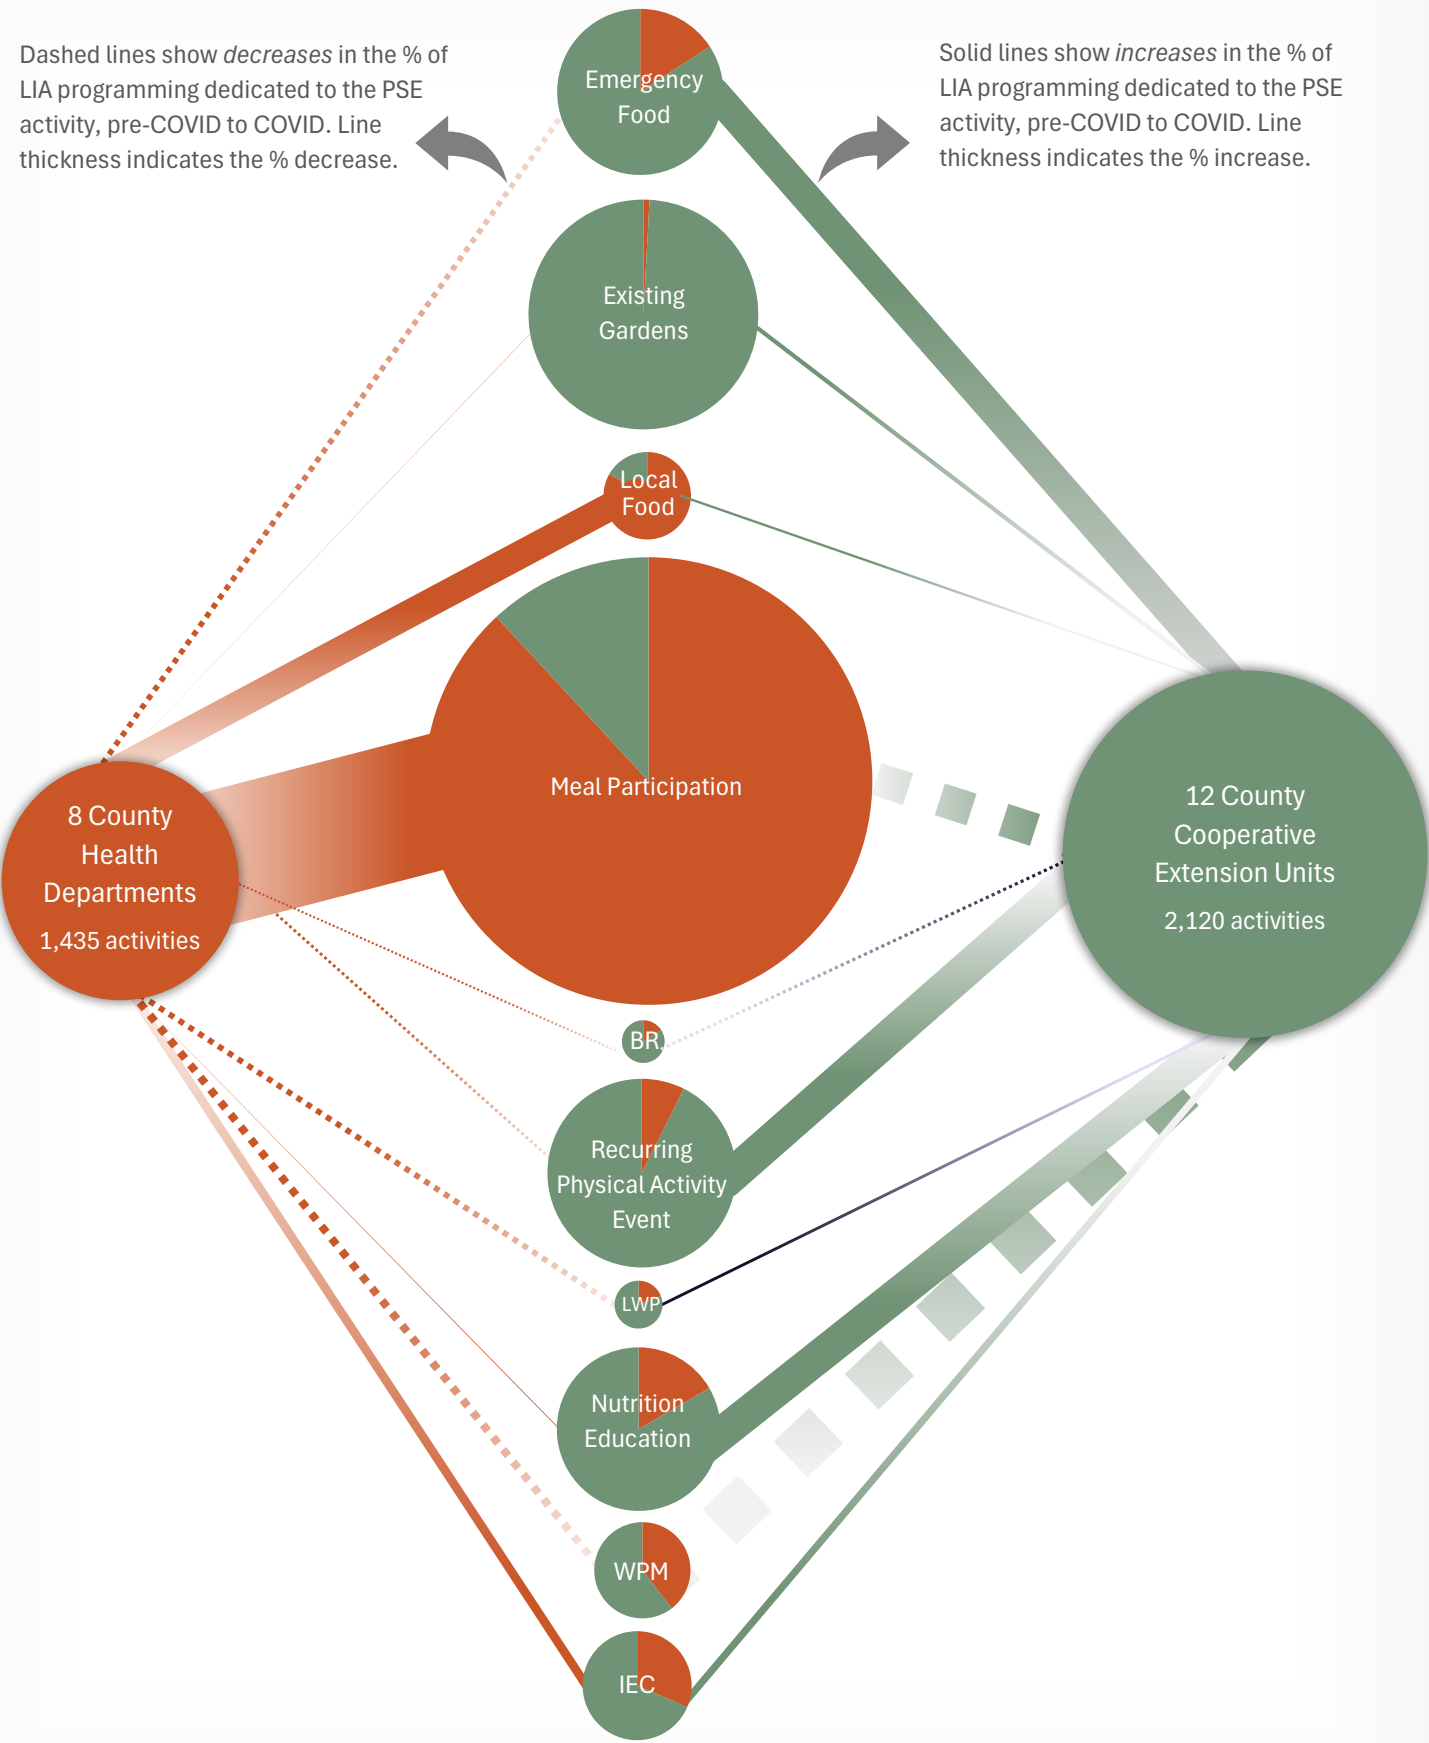 Dashed lines show decreases in the % of
LIA programming dedicated to the PSE
activity, pre-COVID to COVID. Line
thickness indicates the % decrease.
Solid lines show increases in the % of
LIA programming dedicated to the PSE
activity, pre-COVID to COVID. Line
thickness indicates the % increase.
Emergency
Food
Existing
Gardens
Local
Food
Meal Participation
8 County
Health
Departments
1,435 activities
12 County
Cooperative
Extension Units
2,120 activities
BR
Recurring
Physical Activity
Event
LWP
Nutrition
Education
WPM
IEC